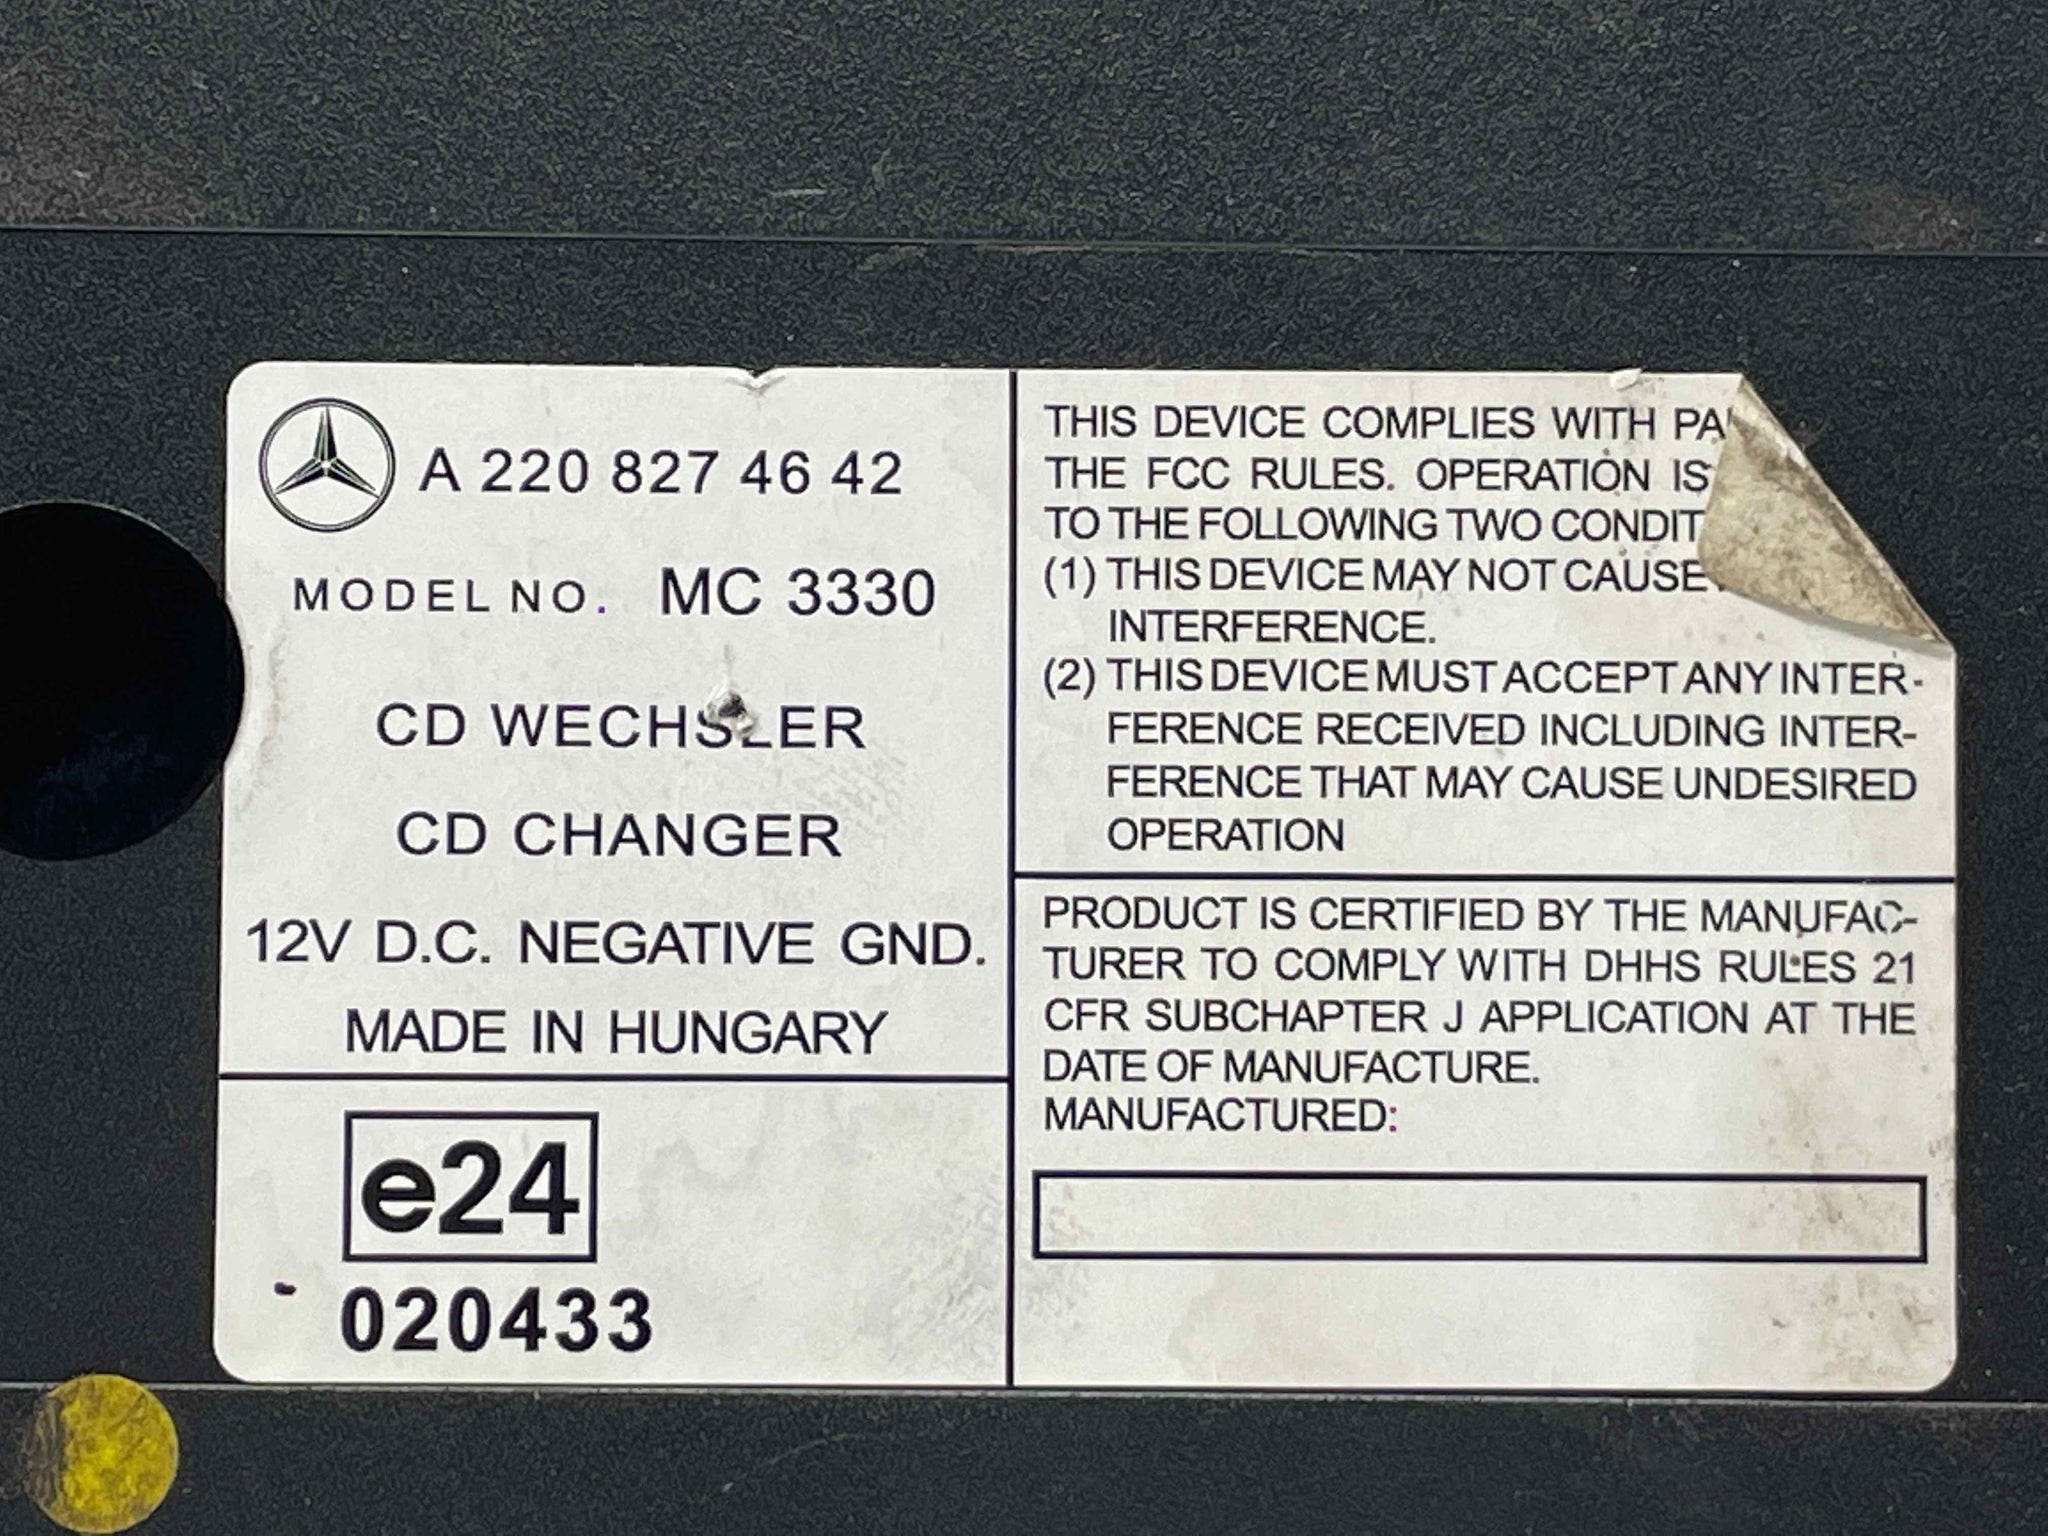 A 220 827 46 42
MODEL NO. MC 3330
CD WECHSLER
CD CHANGER
12V D.C. NEGATIVE GND.
MADE IN HUNGARY
e24
020433
THIS DEVICE COMPLIES WITH
THE FCC RULES. OPERATION IS
TO THE FOLLOWING TWO
(1) THIS DEVICE MAY NOT CAUSE
INTERFERENCE.
(2) THIS DEVICE MUST ACCEPT ANY INTER-
FERENCE RECEIVED INCLUDING INTER-
FERENCE THAT MAY CAUSE UNDESIRED
OPERATION
PRODUCT IS CERTIFIED BY THE MANUFAC-
TURER TO COMPLY WITH DHHS RULES 21
CFR SUBCHAPTER J APPLICATION AT THE
DATE OF MANUFACTURE.
MANUFACTURED: